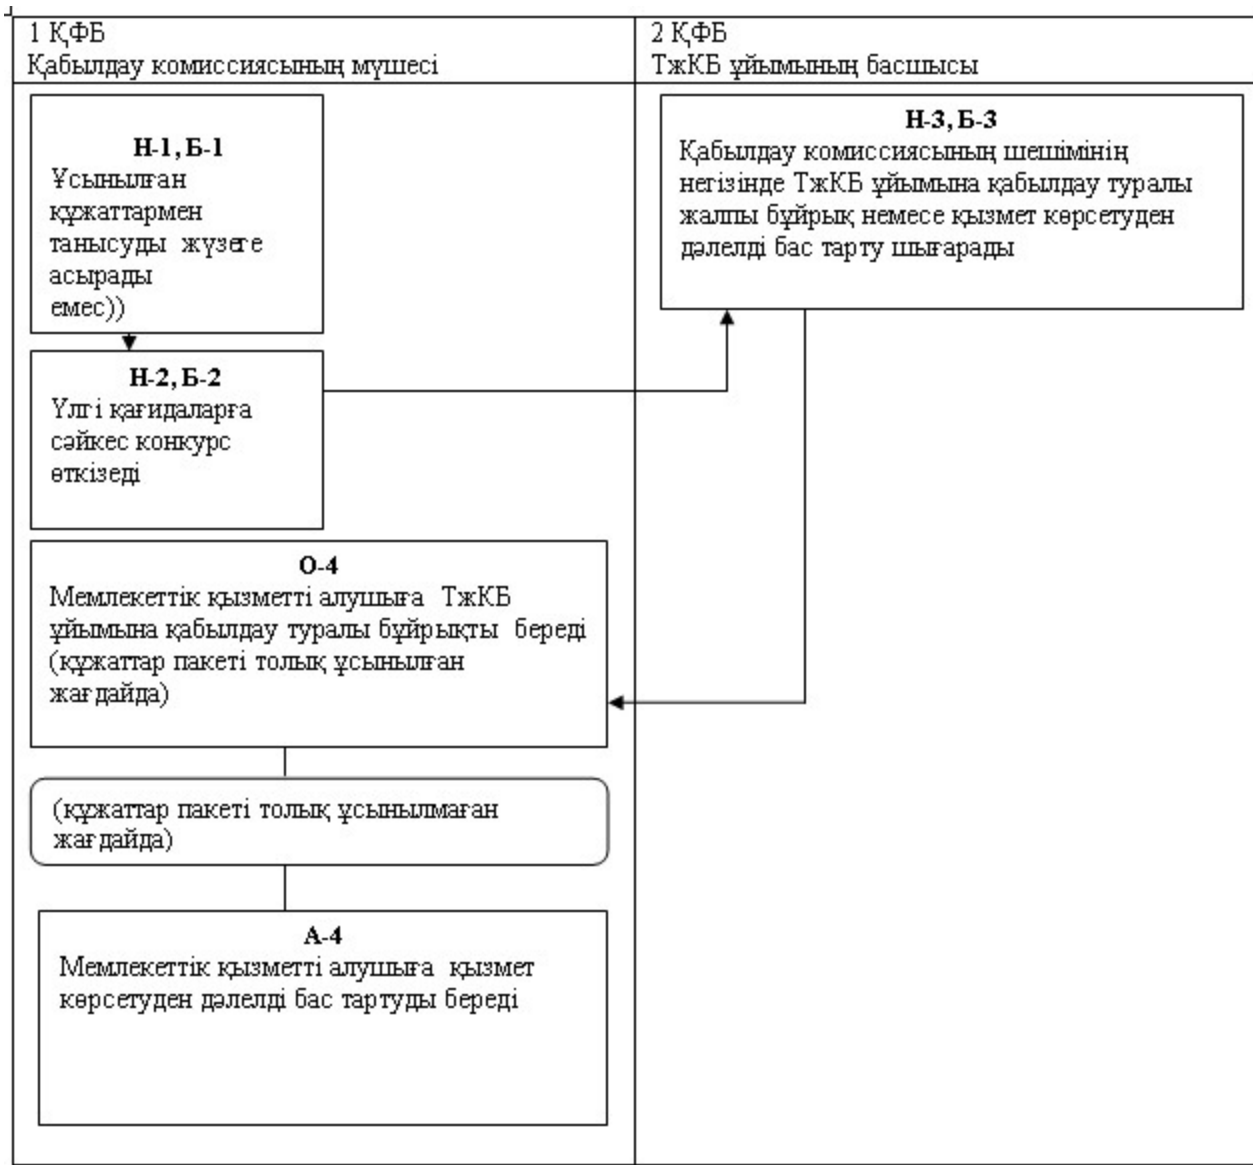 1 ҚФБ
Қабылдау комиссиясының мүшесі
2 ҚФБ
ТжКБ ұйымының басшысы
Н-1, Б-1
Ұсынылған
құжаттармен
танысуды жүзеге
асырады
емес))
Н-2, Б-2
Үлгі қағидаларға
сәйкес конкурс
өткізеді
Н-3, Б-3
Қабылдау комиссиясының шешімінің
негізінде ТжКБ ұйымына қабылдау туралы
жалпы бұйрық немесе қызмет көрсетуден
дәлелді бас тарту шығарады
О-4
Мемлекеттік қызметті алушыға ТжКБ
ұйымына қабылдау туралы бұйрықты береді
(құжаттар пакеті толық ұсынылған
жағдайда)
(құжаттар пакеті толық ұсынылмаған
жағдайда)
А-4
Мемлекеттік қызметті алушыға қызмет
көрсетуден дәлелді бас тартуды береді